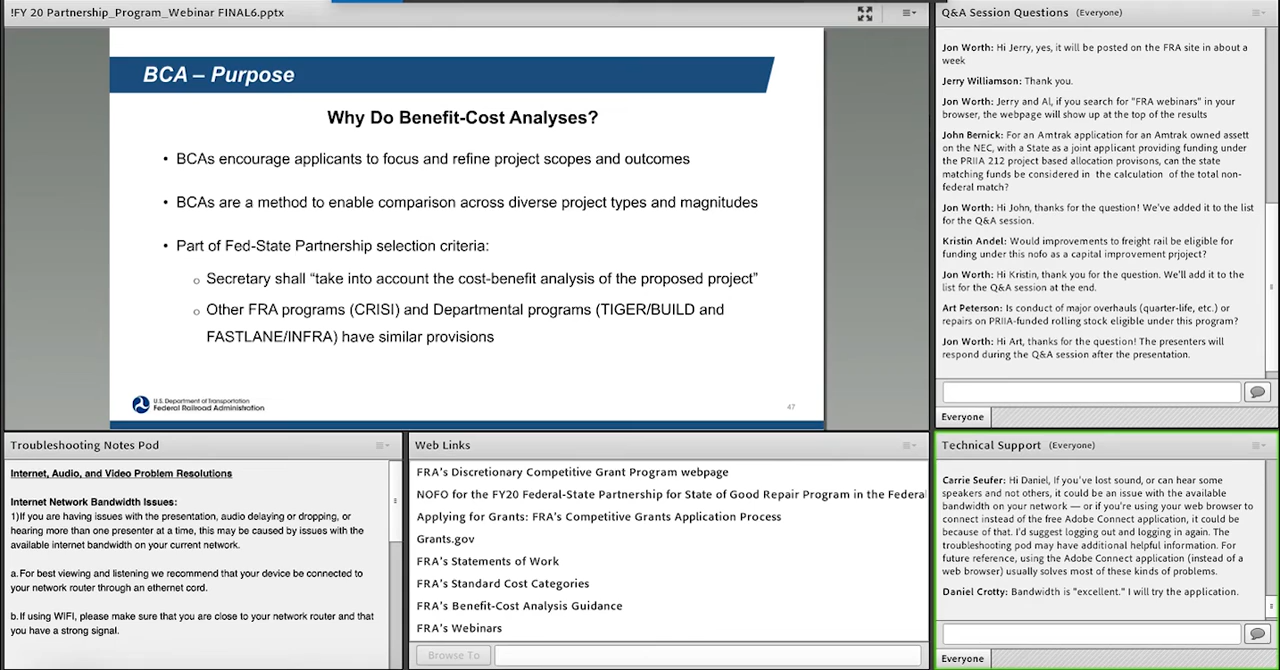 !FY 20 Partnership_Program_Webinar FINAL6.pptx
BCA – Purpose
Why Do Benefit-Cost Analyses?
• BCAs encourage applicants to focus and refine project scopes and outcomes
• BCAs are a method to enable comparison across diverse project types and magnitudes
• Part of Fed-State Partnership selection criteria:
o Secretary shall “take into account the cost-benefit analysis of the proposed project”
o Other FRA programs (CRISI) and Departmental programs (TIGER/BUILD and
FASTLANE/INFRA) have similar provisions
U.S. Department of Transportation
Federal Railroad Administration
47
Q&A Session Questions (Everyone)
Jon Worth: Hi Jerry, yes, it will be posted on the FRA site in about a
week
Jerry Williamson: Thank you.
Jon Worth: Jerry and Al, if you search for "FRA webinars" in your
browser, the webpage will show up at the top of the results
John Bernick: For an Amtrak application for an Amtrak owned assett
on the NEC, with a State as a joint applicant providing funding under
the PRIIA 212 project based allocation provisons, can the state
matching funds be considered in the calculation of the total non-
federal match?
Jon Worth: Hi John, thanks for the question! We've added it to the list
for the Q&A session.
Kristin Andel: Would improvements to freight rail be eligible for
funding under this nofo as a capital improvement prjoject?
Jon Worth: Hi Kristin, thank you for the question. We'll add it to the
list for the Q&A session at the end.
Art Peterson: Is conduct of major overhauls (quarter-life, etc.) or
repairs on PRIIA-funded rolling stock eligible under this program?
Jon Worth: Hi Art, thanks for the question! The presenters will
respond during the Q&A session after the presentation.
Everyone
Troubleshooting Notes Pod
Internet, Audio, and Video Problem Resolutions
Internet Network Bandwidth Issues:
1)If you are having issues with the presentation, audio delaying or dropping, or
hearing more than one presenter at a time, this may be caused by issues with the
available internet bandwidth on your current network.
a.For best viewing and listening we recommend that your device be connected to
your network router through an ethernet cord.
b.If using WIFI, please make sure that you are close to your network router and that
you have a strong signal.
Web Links
FRA's Discretionary Competitive Grant Program webpage
NOFO for the FY20 Federal-State Partnership for State of Good Repair Program in the Federal
Applying for Grants: FRA's Competitive Grants Application Process
Grants.gov
FRA's Statements of Work
FRA's Standard Cost Categories
FRA's Benefit-Cost Analysis Guidance
FRA's Webinars
Browse To
Technical Support (Everyone)
Carrie Seufer: Hi Daniel, If you've lost sound, or can hear some
speakers and not others, it could be an issue with the available
bandwidth on your network — or if you're using your web browser to
connect instead of the free Adobe Connect application, it could be
because of that. I'd suggest logging out and logging in again. The
troubleshooting pod may have additional helpful information. For
future reference, using the Adobe Connect application (instead of a
web browser) usually solves most of these kinds of problems.
Daniel Crotty: Bandwidth is "excellent." I will try the application.
Everyone